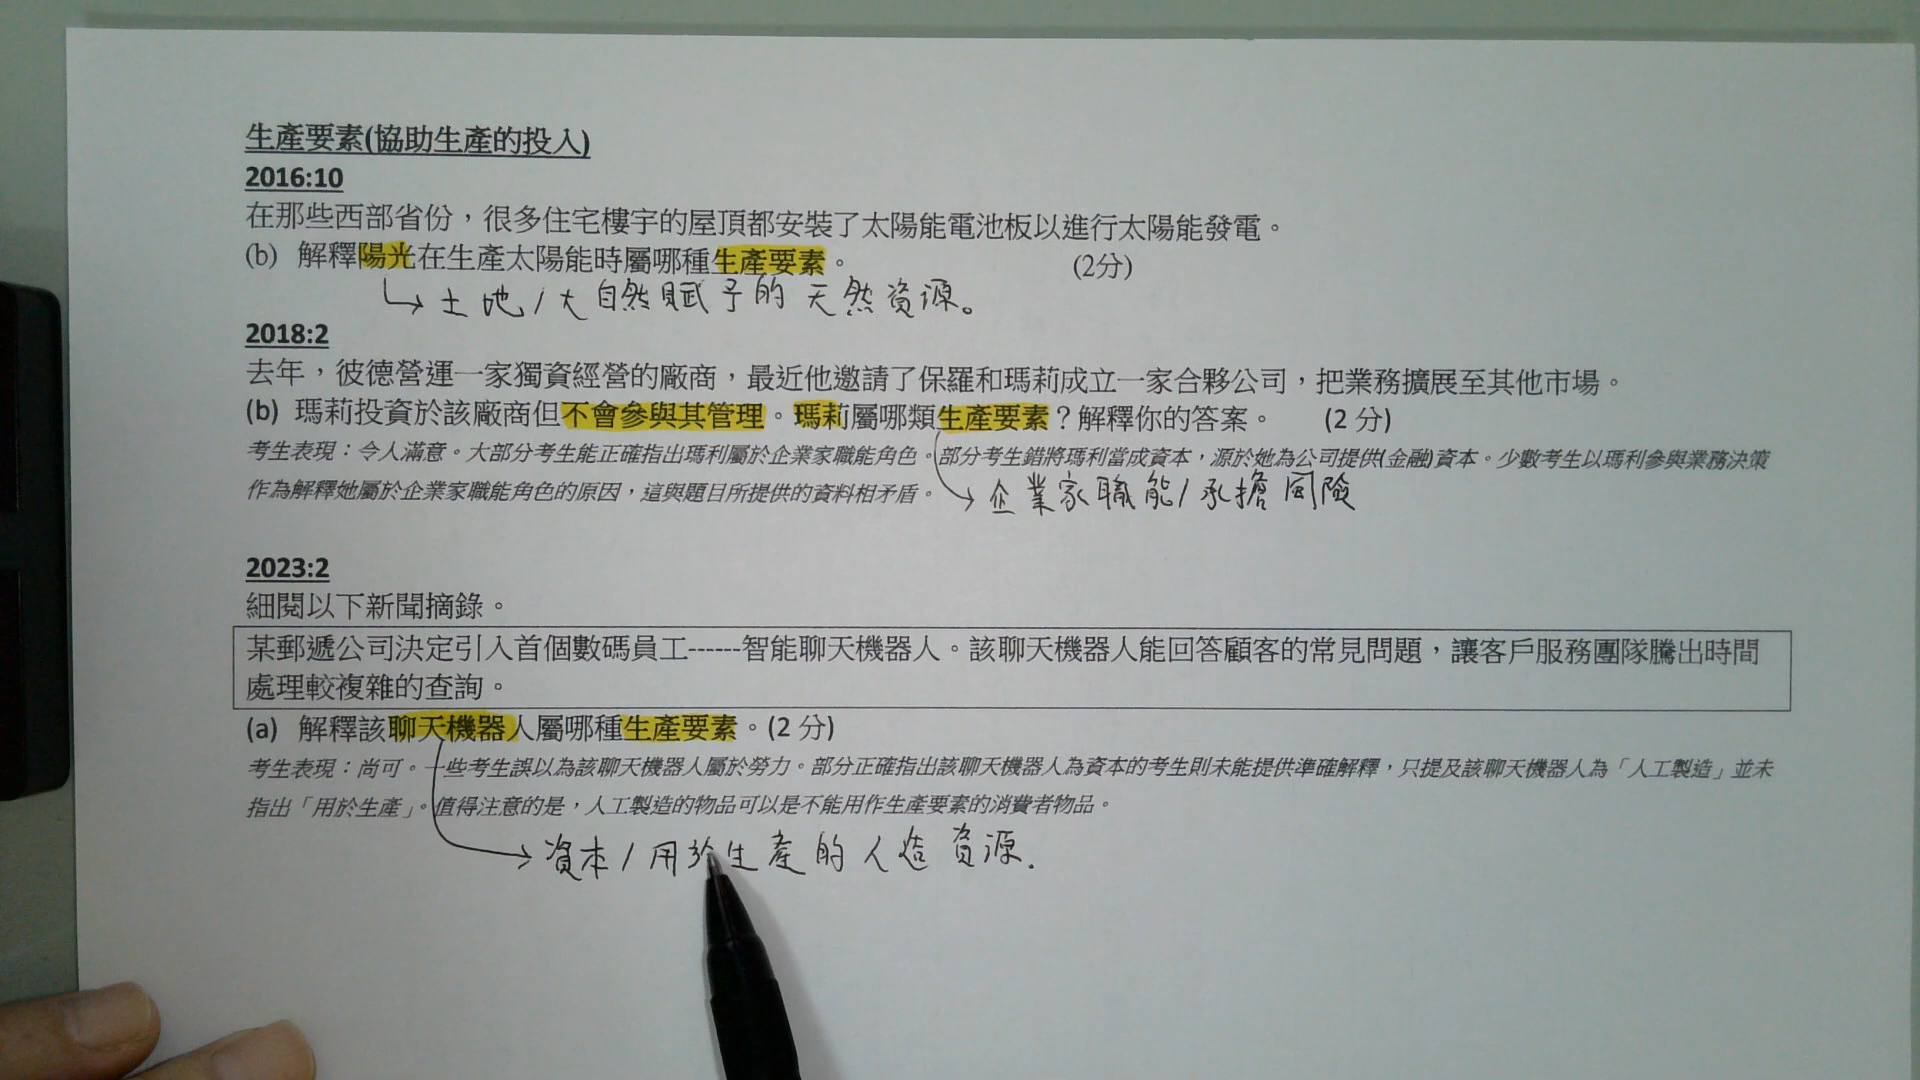 生產要素(協助生產的投入)
2016:10
在那些西部省份，很多住宅樓宇的屋頂都安裝了太陽能電池板以進行太陽能發電。
(b) 解釋陽光在生產太陽能時屬哪種生產要素。 (2分)
土地/大自然賦予的天然資源。
2018:2
去年，彼德營運一家獨資經營的廠商，最近他邀請了保羅和瑪莉成立一家合夥公司，把業務擴展至其他市場。
(b) 瑪莉投資於該廠商但不會參與其管理。瑪莉屬哪類生產要素？解釋你的答案。 (2 分)
考生表現：令人滿意。大部分考生能正確指出瑪利屬於企業家職能角色。部分考生錯將瑪利當成資本，源於她為公司提供(金融)資本。少數考生以瑪利參與業務決策
作為解釋她屬於企業家職能角色的原因，這與題目所提供的資料相矛盾。
企業家職能/承擔風險
2023:2
細閱以下新聞摘錄。
某郵遞公司決定引入首個數碼員工------智能聊天機器人。該聊天機器人能回答顧客的常見問題，讓客戶服務團隊騰出時間
處理較複雜的查詢。
(a) 解釋該聊天機器人屬哪種生產要素。(2 分)
考生表現：尚可。一些考生誤以為該聊天機器人屬於勞力。部分正確指出該聊天機器人為資本的考生則未能提供準確解釋，只提及該聊天機器人為「人工製造」並未
指出「用於生產」。值得注意的是，人工製造的物品可以是不能用作生產要素的消費者物品。
資本/用於生產的人造資源.